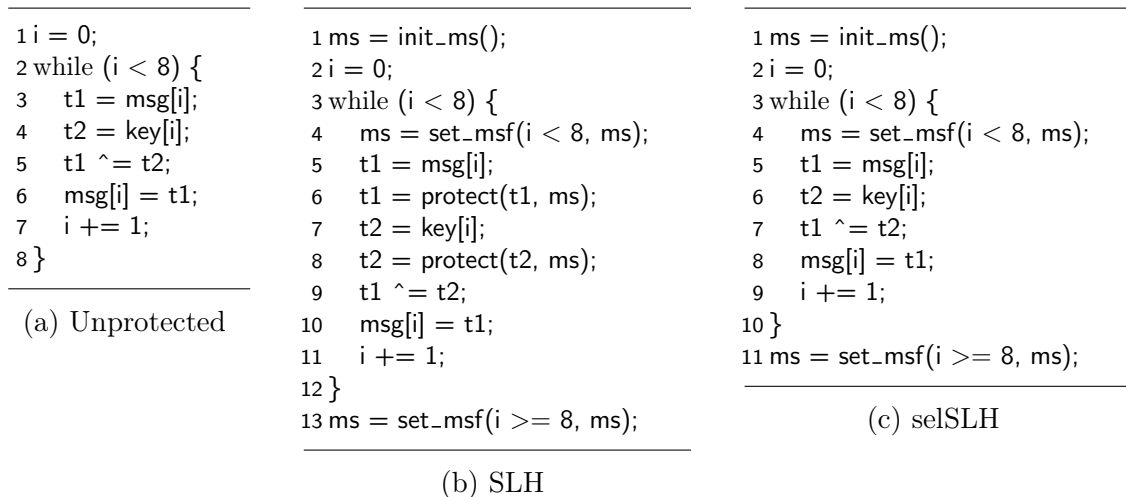 1 i = 0;
2 while (i < 8) {
3 t1 = msg[i];
4 t2 = key[i];
5 t1 ^= t2;
6 msg[i] = t1;
7 i += 1;
8 }
(a) Unprotected
1 ms = init_ms();
2 i = 0;
3 while (i < 8) {
4 ms = set_msf(i < 8, ms);
5 t1 = msg[i];
6 t1 = protect(t1, ms);
7 t2 = key[i];
8 t2 = protect(t2, ms);
9 t1 ^= t2;
10 msg[i] = t1;
11 i += 1;
12 }
13 ms = set_msf(i >= 8, ms);
(b) SLH
1 ms = init_ms();
2 i = 0;
3 while (i < 8) {
4 ms = set_msf(i < 8, ms);
5 t1 = msg[i];
6 t2 = key[i];
7 t1 ^= t2;
8 msg[i] = t1;
9 i += 1;
10 }
11 ms = set_msf(i >= 8, ms);
(c) selSLH